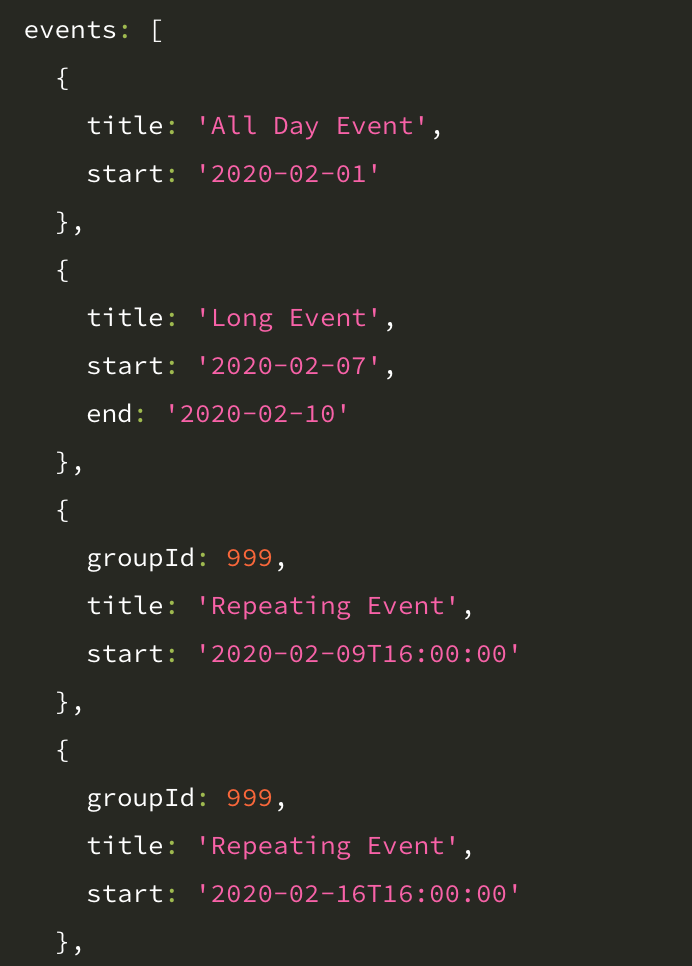 events: [
  {
    title: 'All Day Event',
    start: '2020-02-01'
  },
  {
    title: 'Long Event',
    start: '2020-02-07',
    end: '2020-02-10'
  },
  {
    groupId: 999,
    title: 'Repeating Event',
    start: '2020-02-09T16:00:00'
  },
  {
    groupId: 999,
    title: 'Repeating Event',
    start: '2020-02-16T16:00:00'
  },